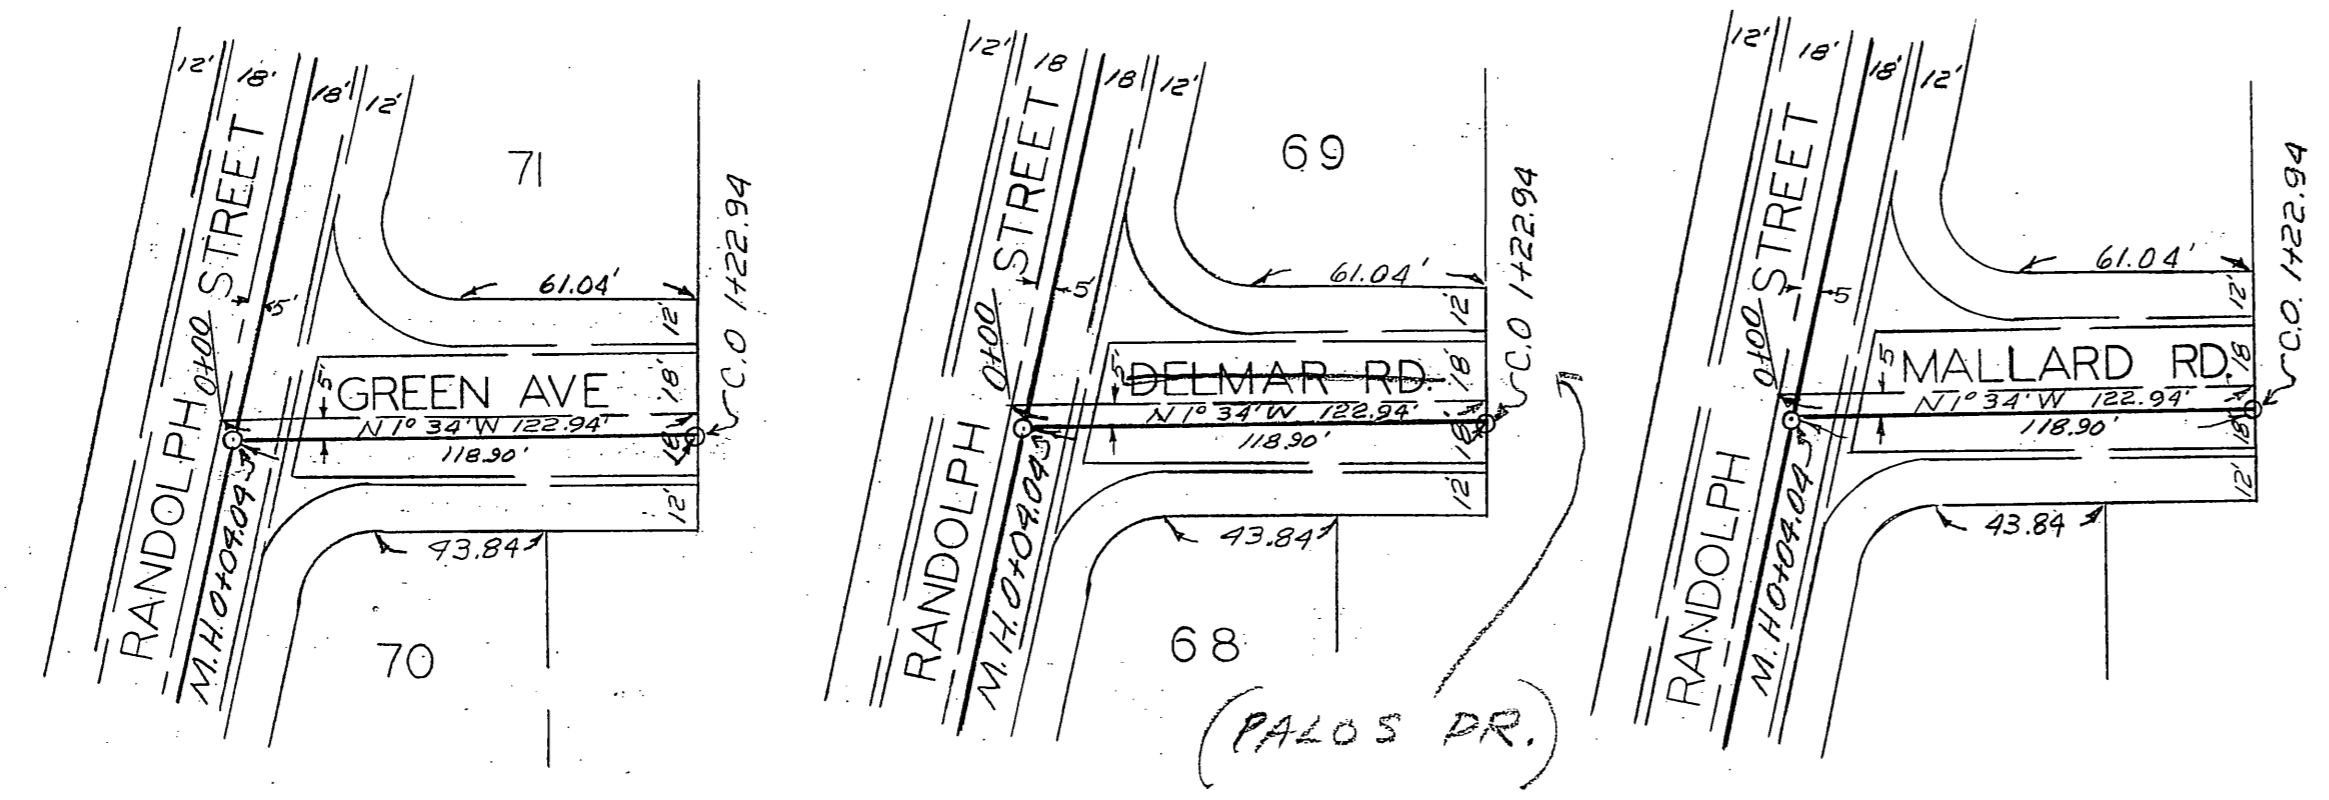 12'
18'
18'
12'
71
RANDOLPH STREET
0+00
5'
61.04'
12'
18'
18'
12'
C.O 1+22.94
5'
GREEN AVE
N 1° 34' W 122.94'
118.90'
M.H. 0+04.04
43.84
70
12'
18
18
12'
69
RANDOLPH STREET
0+00
5'
61.04'
12'
18'
18'
12'
C.O 1+22.94
5'
DELMAR RD.
N 1° 34' W 122.94'
118.90'
M.H. 0+04.04
43.84
68
(PALOS DR.)
12'
18'
18'
12'
RANDOLPH STREET
0+00
5
61.04'
12'
18'
18'
12'
C.O. 1+22.94
5'
MALLARD RD.
N 1° 34' W 122.94'
118.90'
M.H 0+04.04
43.84